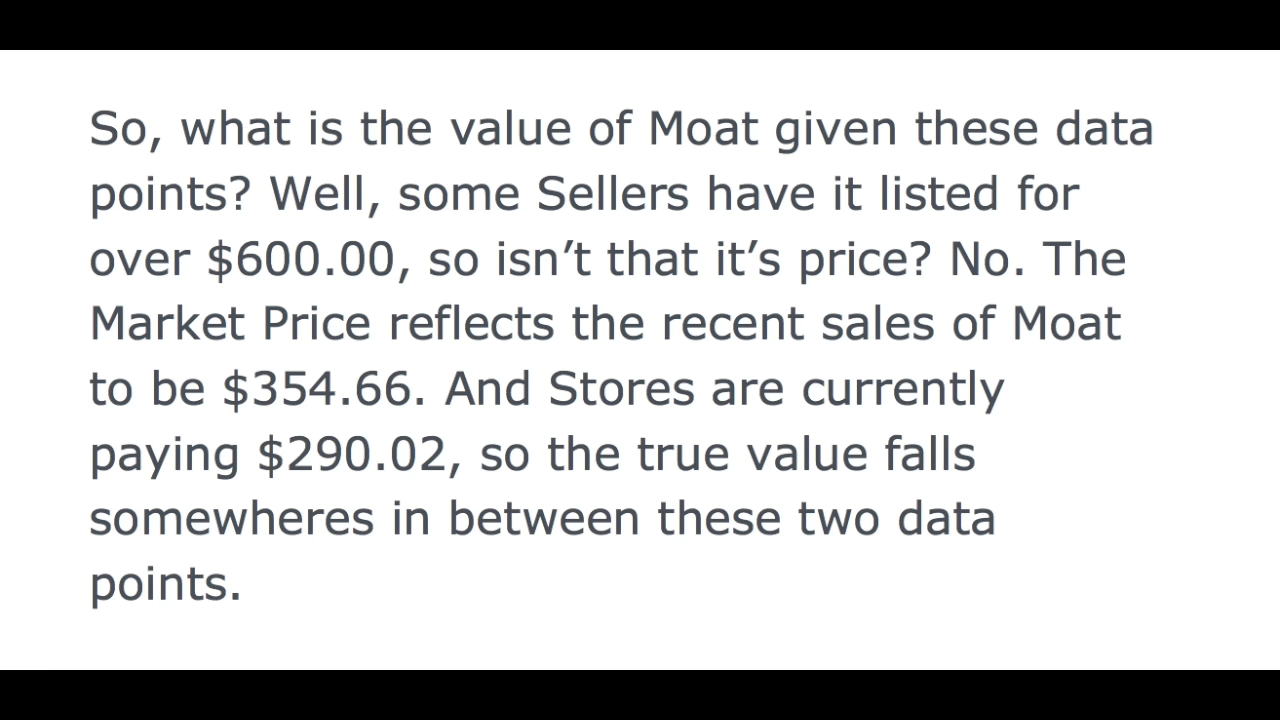 So, what is the value of Moat given these data
points? Well, some Sellers have it listed for
over $600.00, so isn’t that it’s price? No. The
Market Price reflects the recent sales of Moat
to be $354.66. And Stores are currently
paying $290.02, so the true value falls
somewheres in between these two data
points.